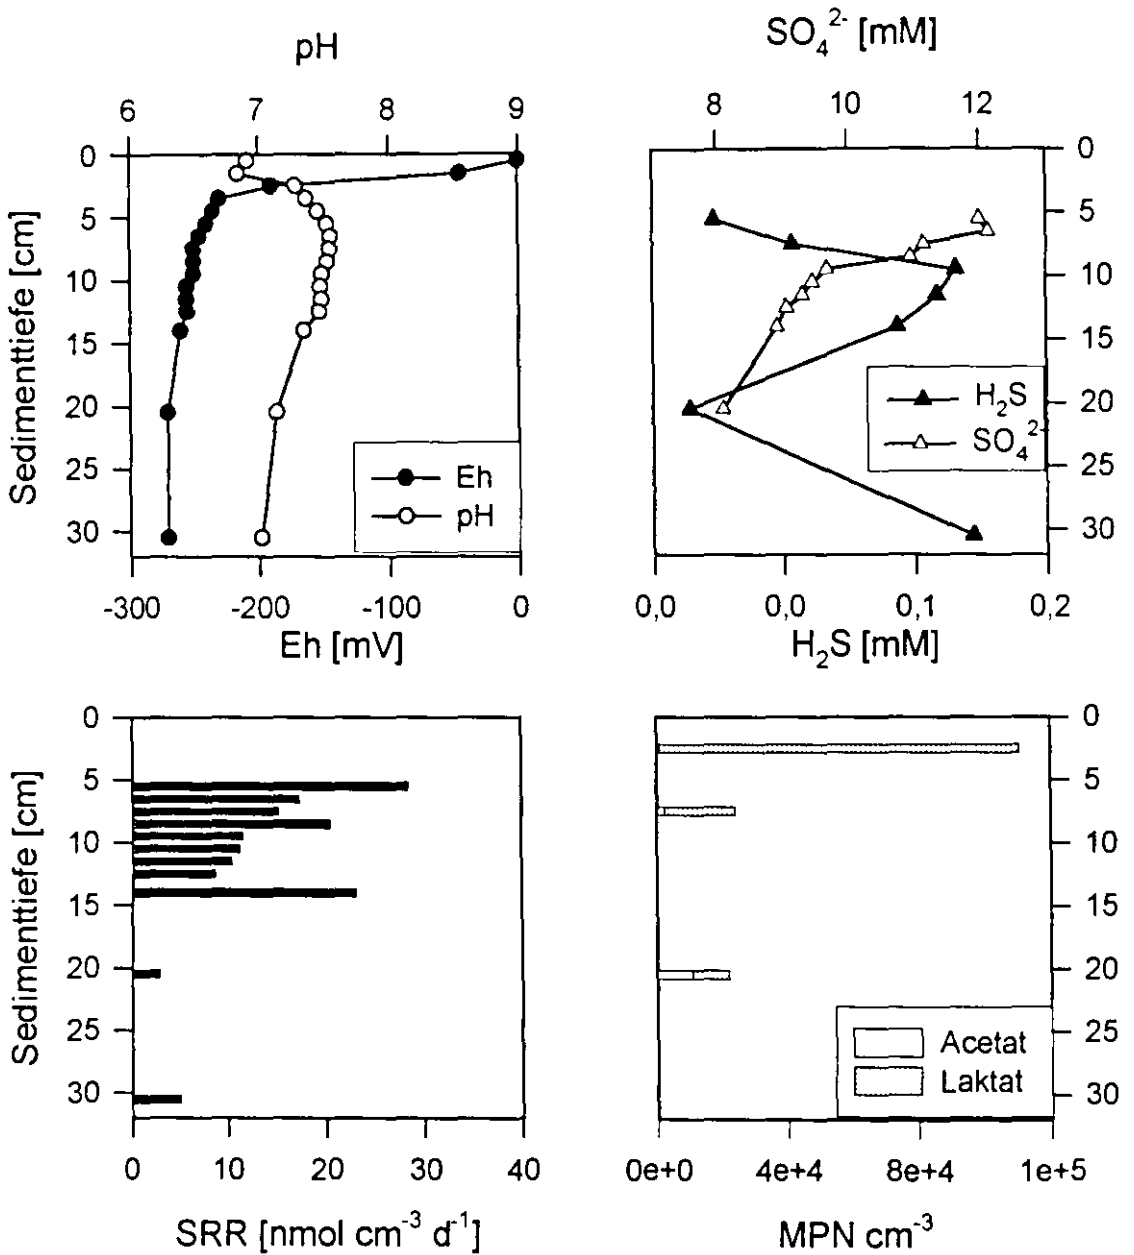 pH
6 7 8 9
0
5
10
15
20
25
30
Sedimenttiefe [cm]
Eh
pH
-300 -200 -100 0
Eh [mV]
SO₄²⁻ [mM]
8 10 12
0
5
10
15
20
25
30
H₂S
SO₄²⁻
0,0 0,0 0,1 0,2
H₂S [mM]
0
5
10
15
20
25
30
Sedimenttiefe [cm]
0 10 20 30 40
SRR [nmol cm⁻³ d⁻¹]
0
5
10
15
20
25
30
Acetat
Laktat
0e+0 4e+4 8e+4 1e+5
MPN cm⁻³